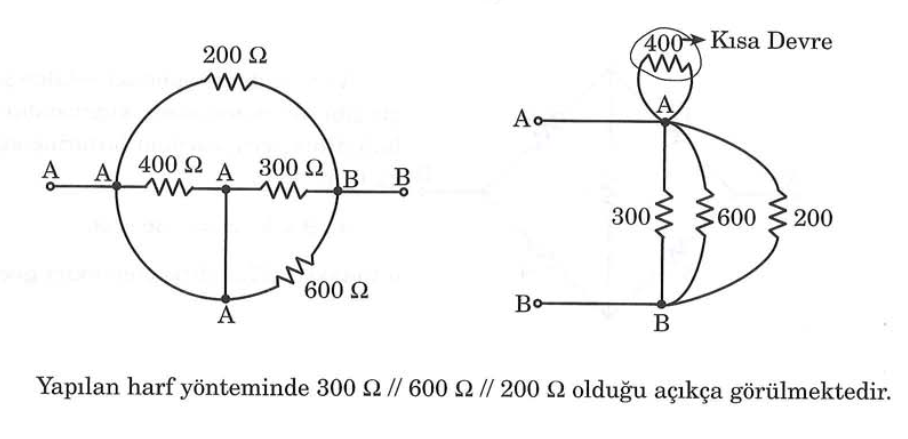 200 Ω
A
A
400 Ω
A
300 Ω
B
B
600 Ω
A
400 Kısa Devre
A
A
300
600
200
B
B
Yapılan harf yönteminde 300 Ω // 600 Ω // 200 Ω olduğu açıkça görülmektedir.